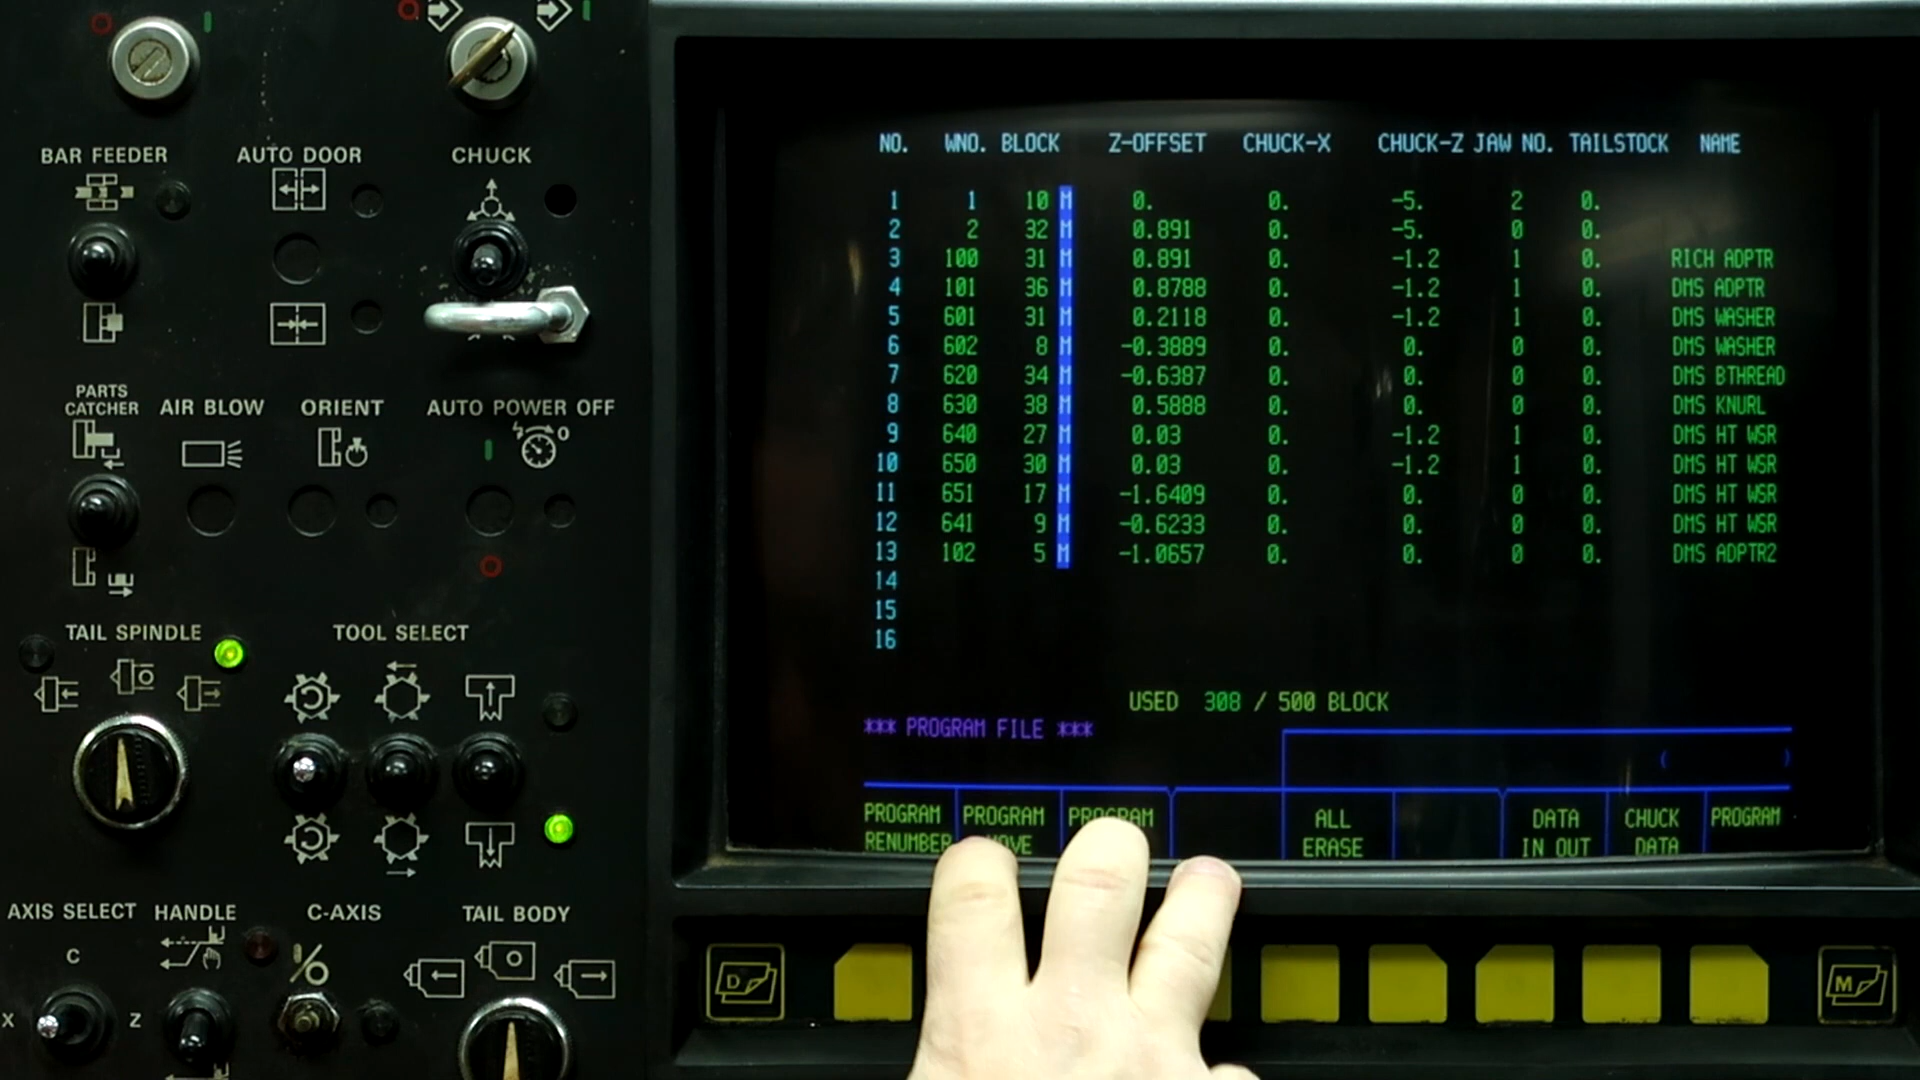 BAR FEEDER
AUTO DOOR
CHUCK
PARTS
CATCHER
AIR BLOW
ORIENT
AUTO POWER OFF
TAIL SPINDLE
TOOL SELECT
AXIS SELECT
HANDLE
C-AXIS
TAIL BODY
C
X
Z
NO. WNO. BLOCK Z-OFFSET CHUCK-X CHUCK-Z JAW NO. TAILSTOCK NAME
1 1 10 M 0. 0. -5. 2 0.
2 2 32 M 0.891 0. -5. 0 0.
3 100 31 M 0.891 0. -1.2 1 0. RICH ADPTR
4 101 36 M 0.8788 0. -1.2 1 0. DMS ADPTR
5 601 31 M 0.2118 0. -1.2 1 0. DMS WASHER
6 602 8 M -0.3889 0. 0. 0 0. DMS WASHER
7 620 34 M -0.6387 0. 0. 0 0. DMS BTHREAD
8 630 38 M 0.5888 0. 0. 0 0. DMS KNURL
9 640 27 M 0.03 0. -1.2 1 0. DMS HT WSR
10 650 30 M 0.03 0. -1.2 1 0. DMS HT WSR
11 651 17 M -1.6409 0. 0. 0 0. DMS HT WSR
12 641 9 M -0.6233 0. 0. 0 0. DMS HT WSR
13 102 5 M -1.0657 0. 0. 0 0. DMS ADPTR2
14
15
16
USED 308 / 500 BLOCK
*** PROGRAM FILE ***
( )
PROGRAM PROGRAM PROGRAM ALL DATA CHUCK PROGRAM
RENUMBER MOVE ERASE IN OUT DATA
D
M